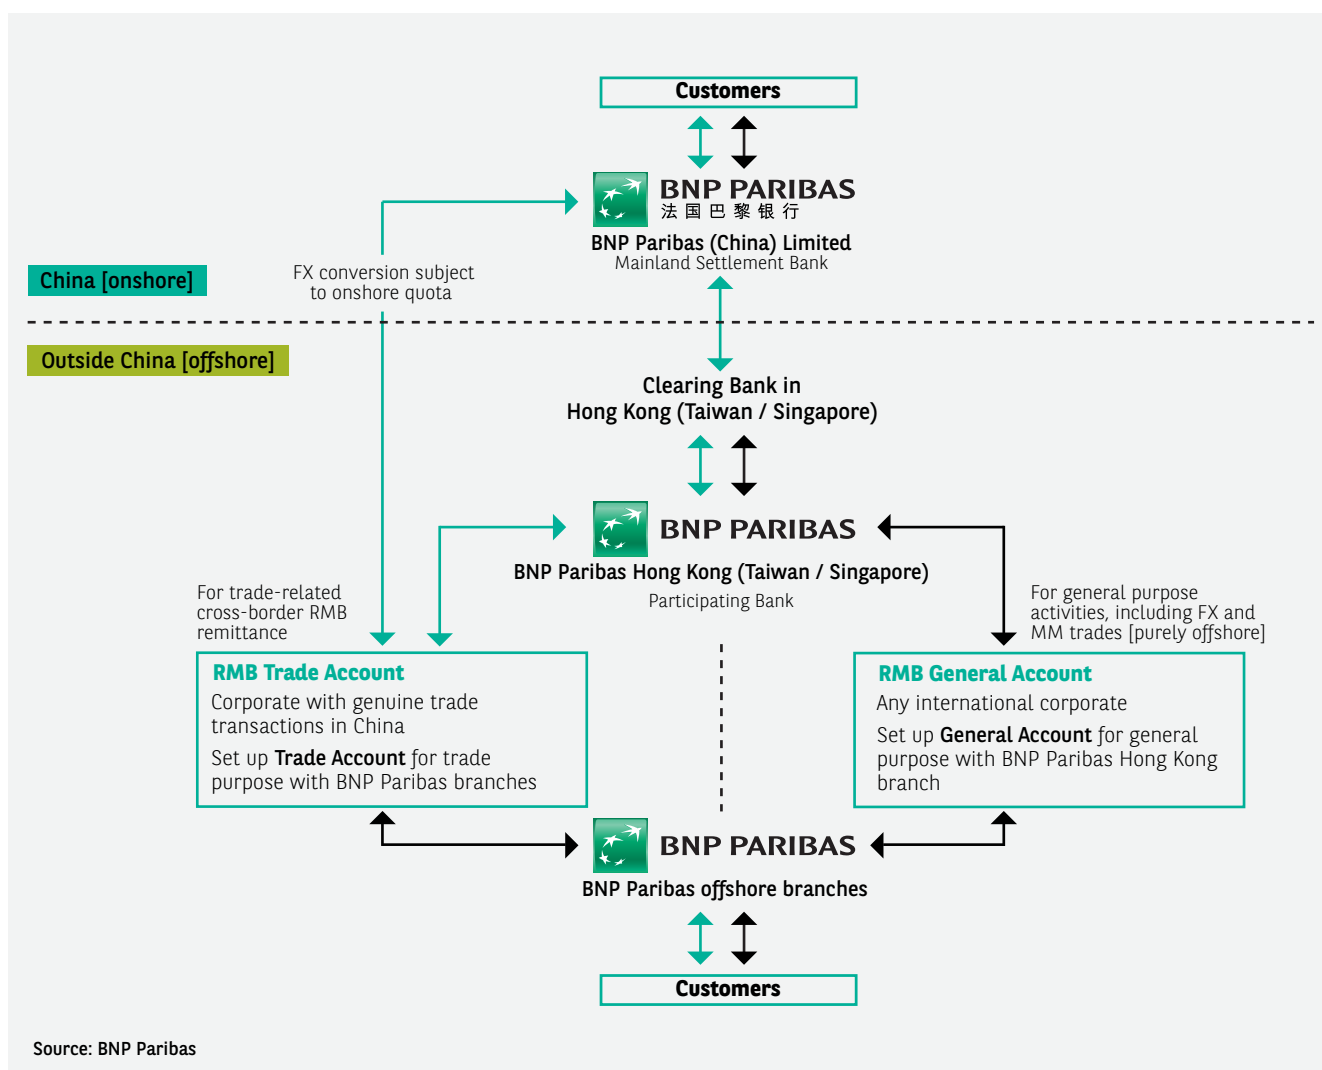 Customers
BNP PARIBAS
法国巴黎银行
BNP Paribas (China) Limited
Mainland Settlement Bank
China [onshore]
FX conversion subject
to onshore quota
Outside China [offshore]
Clearing Bank in
Hong Kong (Taiwan / Singapore)
BNP PARIBAS
BNP Paribas Hong Kong (Taiwan / Singapore)
Participating Bank
For trade-related
cross-border RMB
remittance
For general purpose
activities, including FX and
MM trades [purely offshore]
RMB Trade Account
Corporate with genuine trade
transactions in China
Set up Trade Account for trade
purpose with BNP Paribas branches
RMB General Account
Any international corporate
Set up General Account for general
purpose with BNP Paribas Hong Kong
branch
BNP PARIBAS
BNP Paribas offshore branches
Customers
Source: BNP Paribas